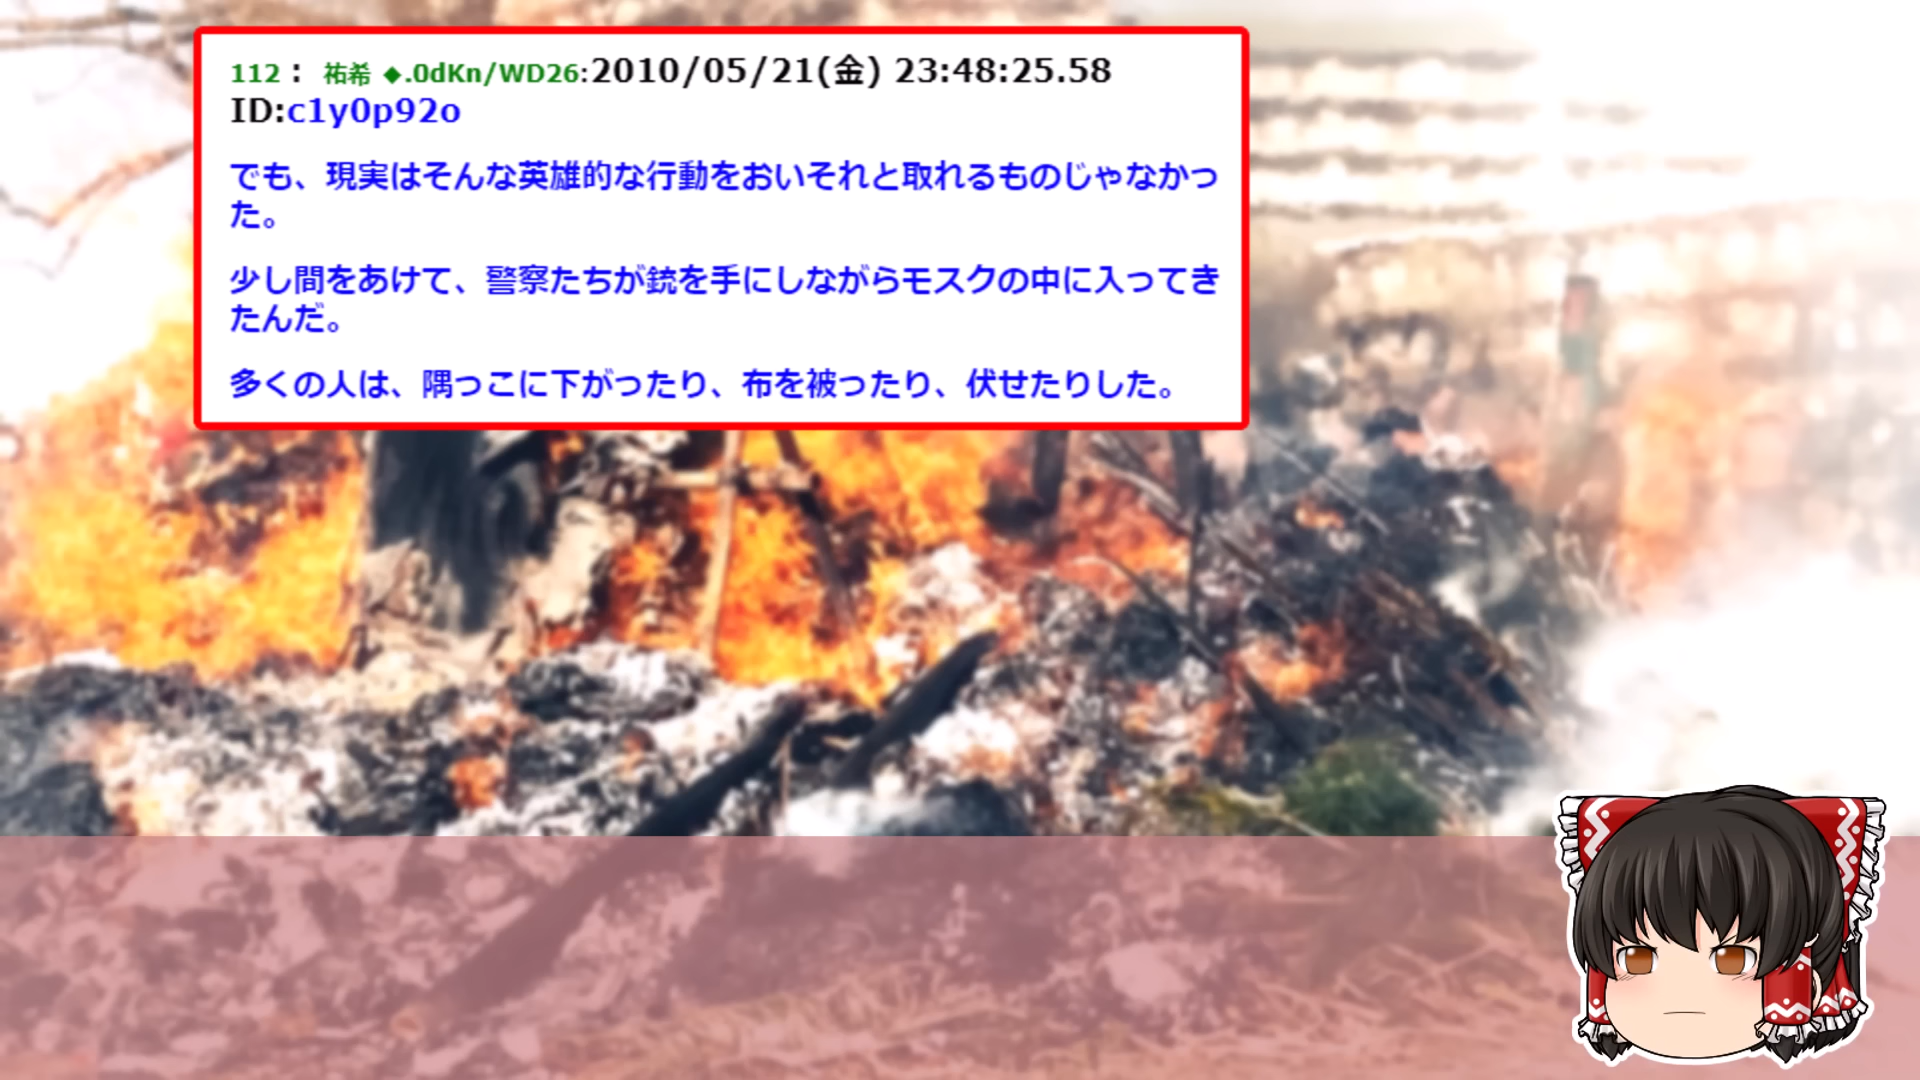 112： 祐希 ◆.0dKn/WD26:2010/05/21(金) 23:48:25.58
ID:c1y0p92o
でも、現実はそんな英雄的な行動をおいそれと取れるものじゃなかっ
た。
少し間をあけて、警察たちが銃を手にしながらモスクの中に入ってき
たんだ。
多くの人は、隅っこに下がったり、布を被ったり、伏せたりした。